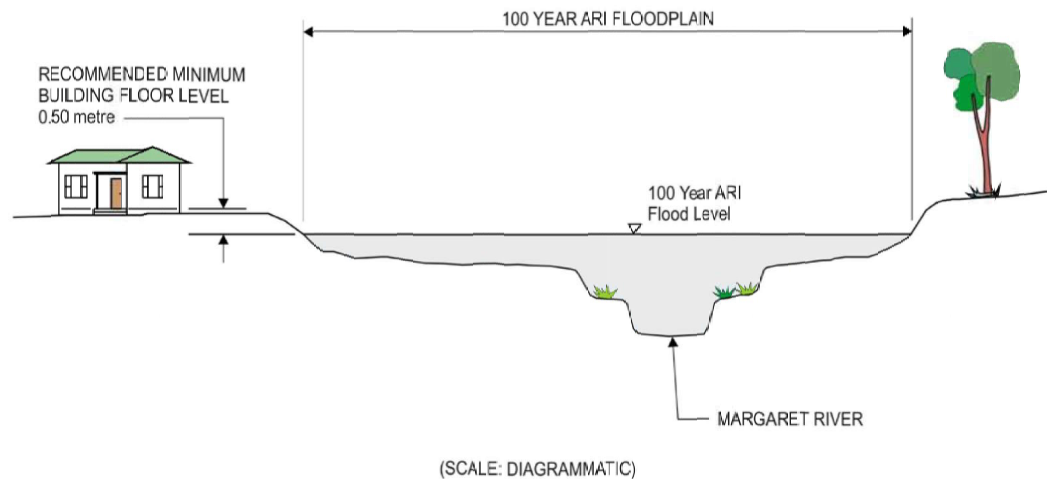 100 YEAR ARI FLOODPLAIN
RECOMMENDED MINIMUM
BUILDING FLOOR LEVEL
0.50 metre
100 Year ARI
Flood Level
MARGARET RIVER
(SCALE: DIAGRAMMATIC)